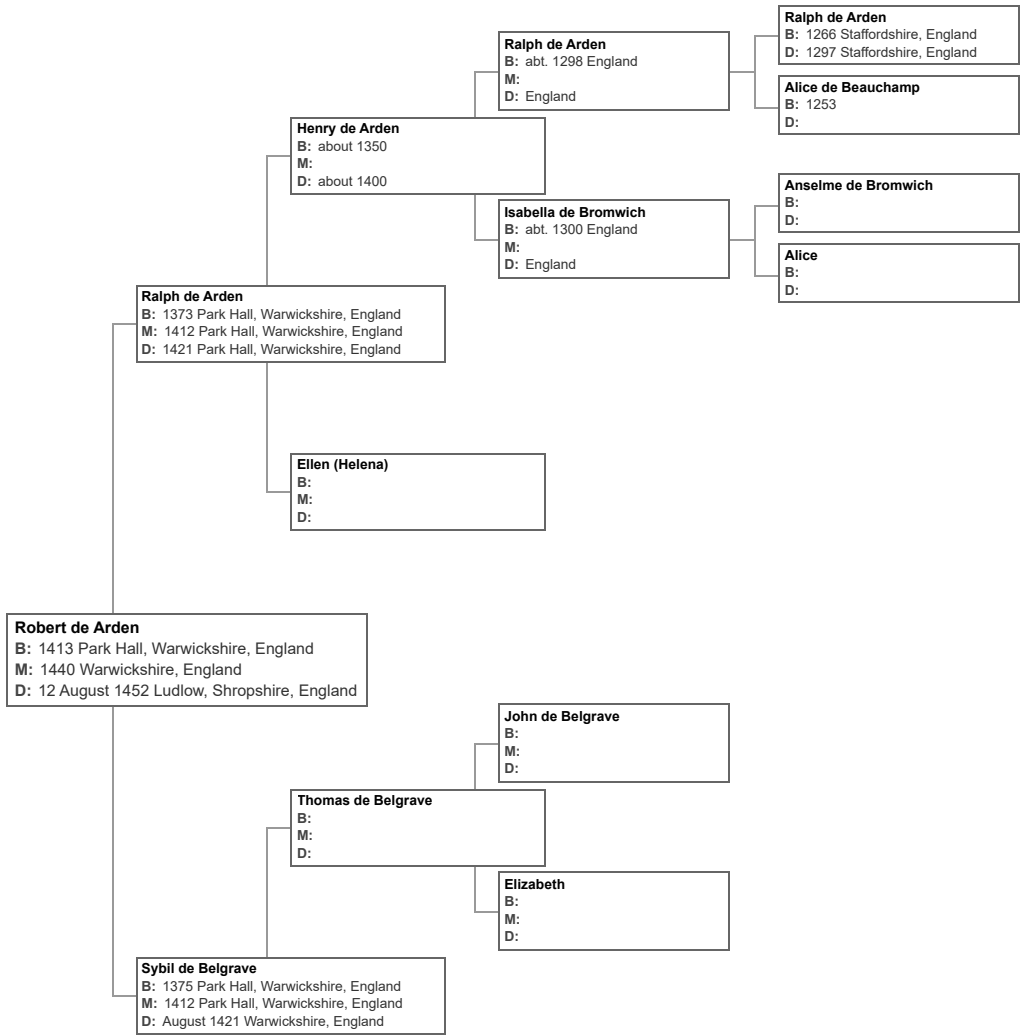 Ralph de Arden
B: 1266 Staffordshire, England
D: 1297 Staffordshire, England
Ralph de Arden
B: abt. 1298 England
M:
D: England
Alice de Beauchamp
B: 1253
D:
Henry de Arden
B: about 1350
M:
D: about 1400
Anselme de Bromwich
B:
D:
Isabella de Bromwich
B: abt. 1300 England
M:
D: England
Alice
B:
D:
Ralph de Arden
B: 1373 Park Hall, Warwickshire, England
M: 1412 Park Hall, Warwickshire, England
D: 1421 Park Hall, Warwickshire, England
Ellen (Helena)
B:
M:
D:
Robert de Arden
B: 1413 Park Hall, Warwickshire, England
M: 1440 Warwickshire, England
D: 12 August 1452 Ludlow, Shropshire, England
John de Belgrave
B:
M:
D:
Thomas de Belgrave
B:
M:
D:
Elizabeth
B:
M:
D:
Sybil de Belgrave
B: 1375 Park Hall, Warwickshire, England
M: 1412 Park Hall, Warwickshire, England
D: August 1421 Warwickshire, England